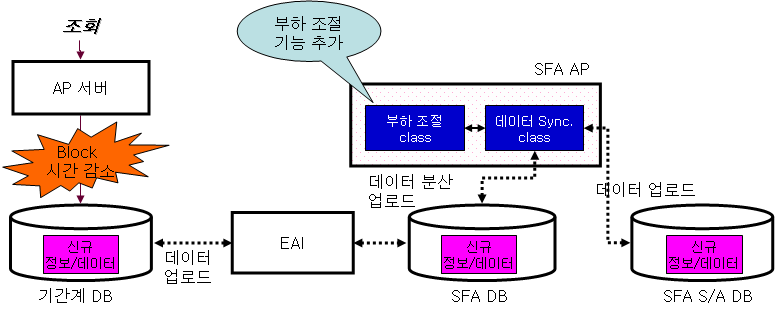 조회
AP 서버
Block
시간 감소
신규
정보/데이터
기간계 DB
데이터
업로드
EAI
부하 조절
기능 추가
SFA AP
부하 조절
class
데이터 Sync.
class
데이터 분산
업로드
신규
정보/데이터
SFA DB
데이터 업로드
신규
정보/데이터
SFA S/A DB